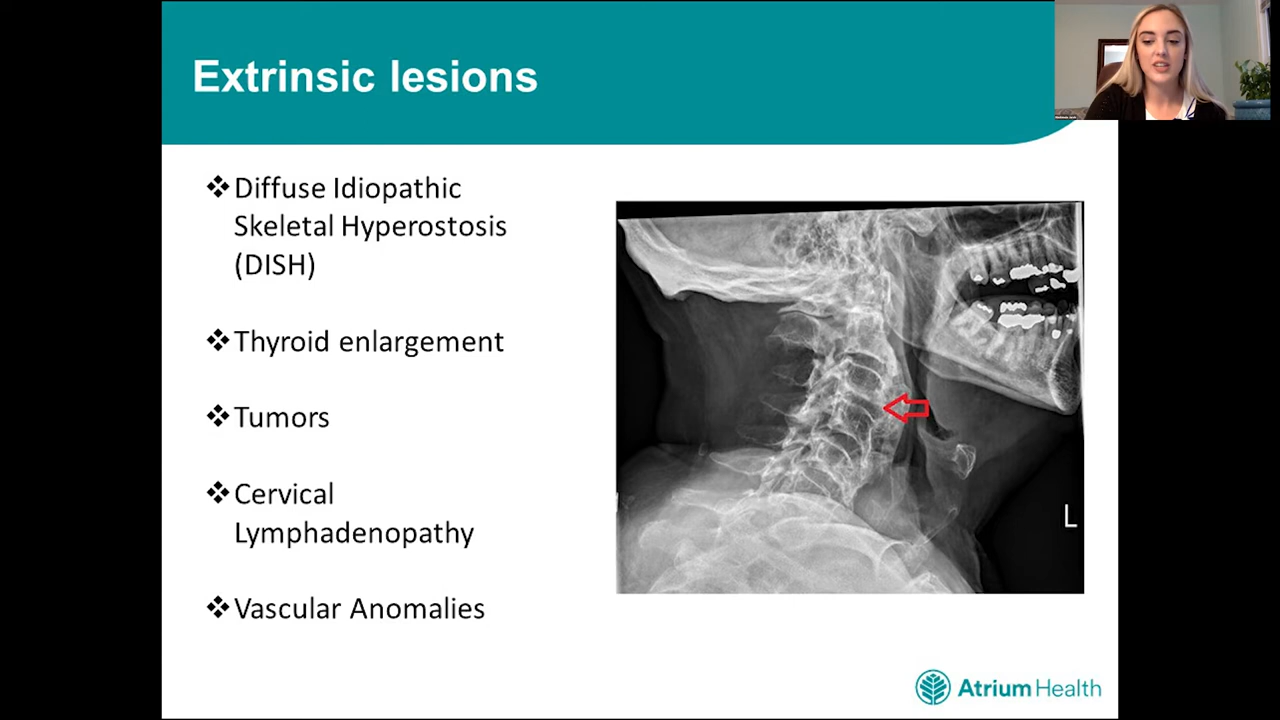 Extrinsic lesions
Diffuse Idiopathic
Skeletal Hyperostosis
(DISH)
Thyroid enlargement
Tumors
Cervical
Lymphadenopathy
Vascular Anomalies
L
Atrium Health